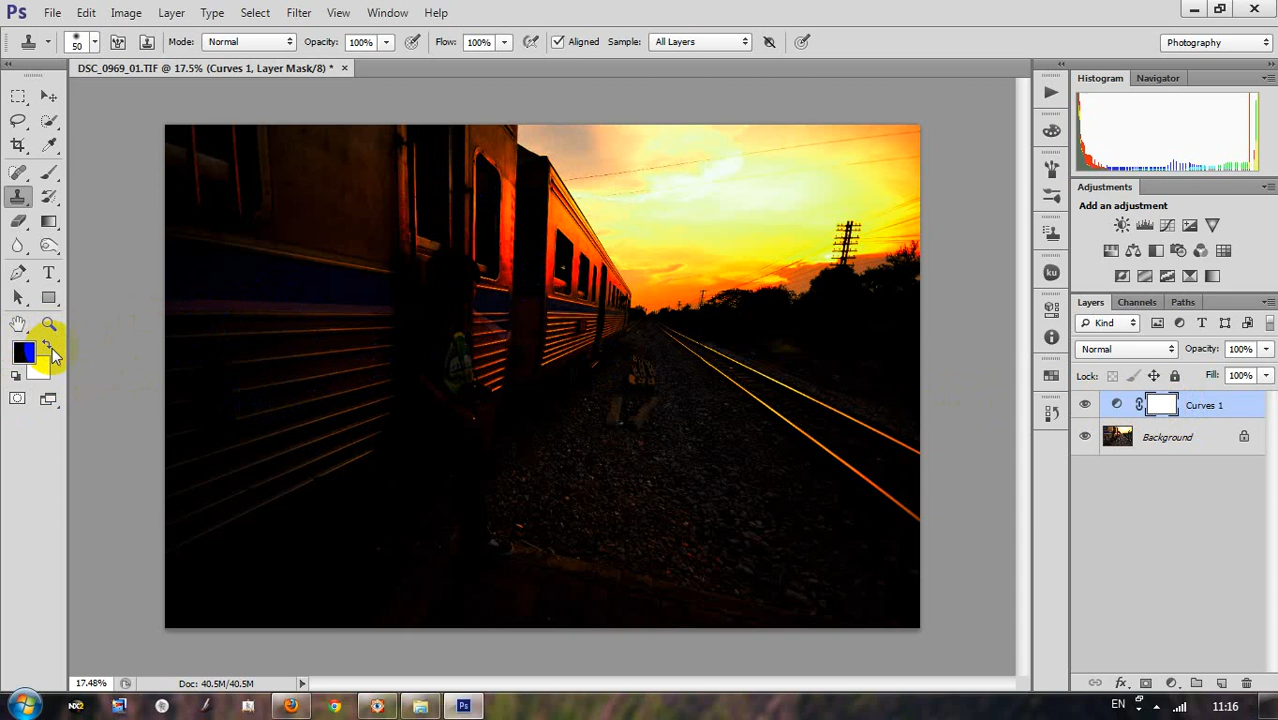 Ps File Edit Image Layer Type Select Filter View Window Help
50 Mode: Normal Opacity: 100% Flow: 100% Aligned Sample: All Layers Photography
DSC_0969_01.TIF @ 17.5% (Curves 1, Layer Mask/8) *
Histogram Navigator
Adjustments
Add an adjustment
ku
Layers Channels Paths
Kind
Normal Opacity: 100%
Lock: Fill: 100%
Curves 1
Background
17.48% Doc: 40.5M/40.5M
NX2 Ps EN 11:16